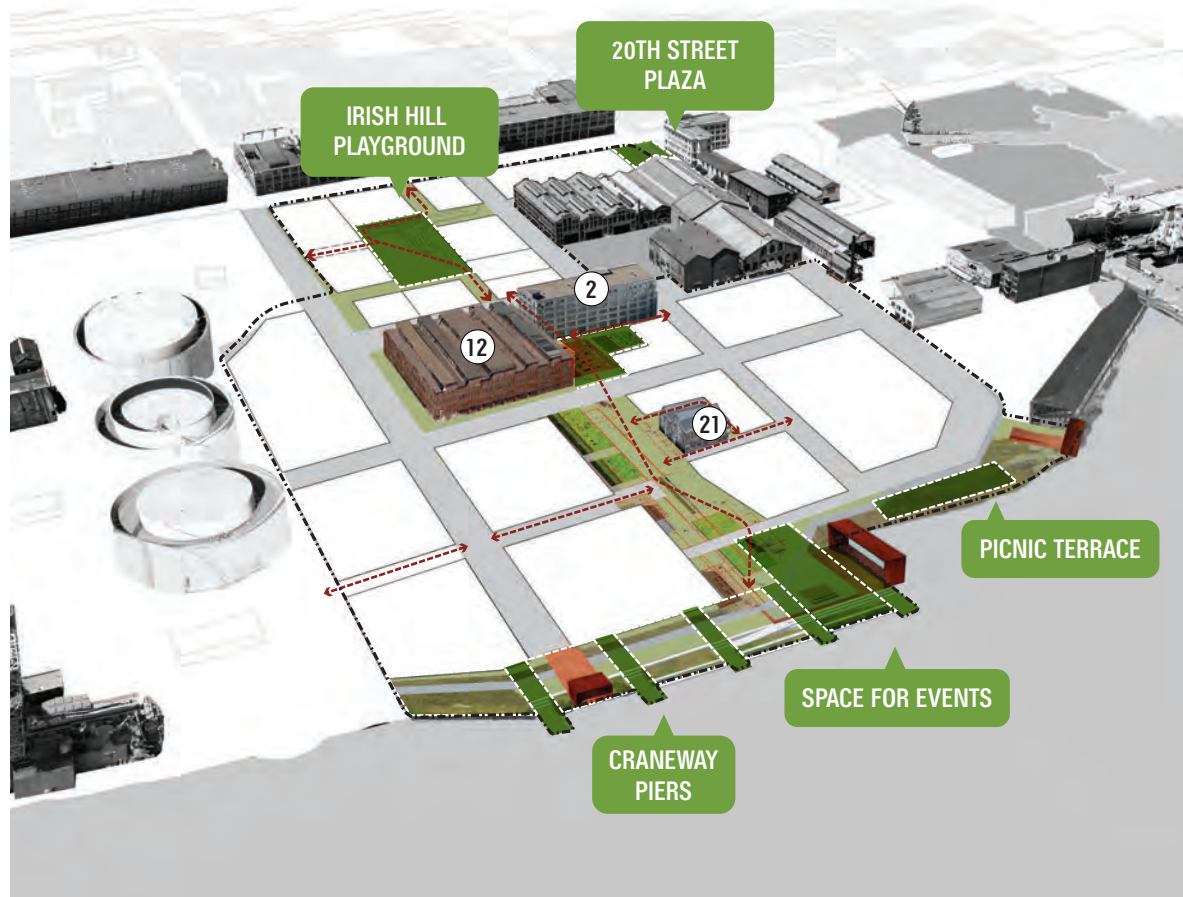 20TH STREET
PLAZA
IRISH HILL
PLAYGROUND
2
12
21
PICNIC TERRACE
SPACE FOR EVENTS
CRANEWAY
PIERS